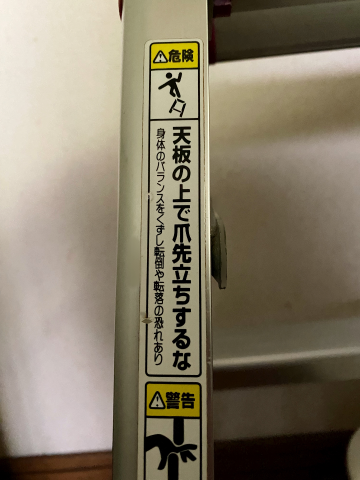 危険
天板の上で爪先立ちするな
身体のバランスをくずし転倒や転落の恐れあり
警告